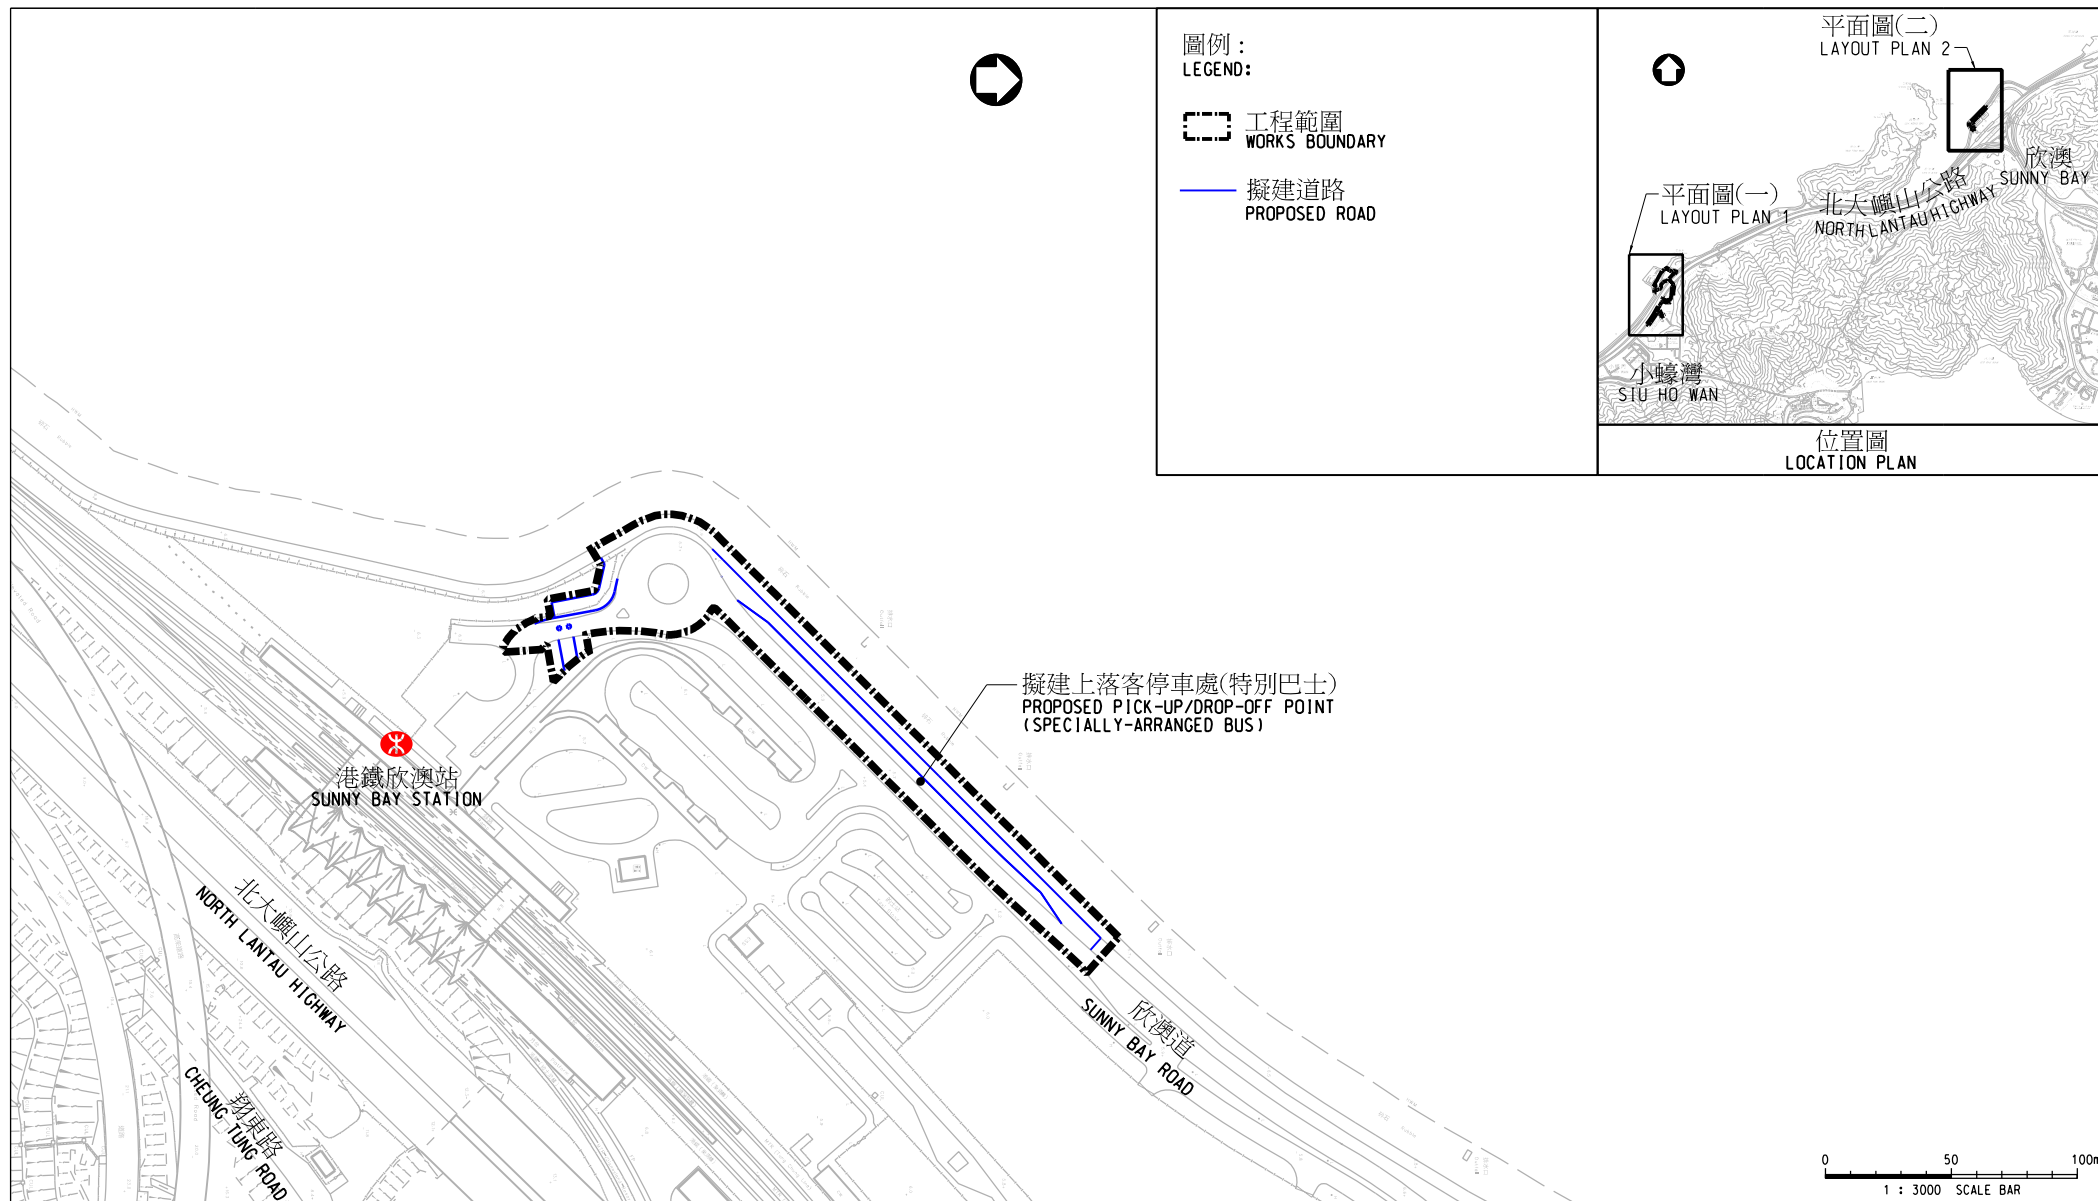 圖例 :
LEGEND:
工程範圍
WORKS BOUNDARY
擬建道路
PROPOSED ROAD
平面圖(二)
LAYOUT PLAN 2
欣澳
SUNNY BAY
平面圖(一)
LAYOUT PLAN 1
北大嶼山公路
NORTH LANTAU HIGHWAY
小蠔灣
SIU HO WAN
位置圖
LOCATION PLAN
擬建上落客停車處(特別巴士)
PROPOSED PICK-UP/DROP-OFF POINT
(SPECIALLY-ARRANGED BUS)
港鐵欣澳站
SUNNY BAY STATION
北大嶼山公路
NORTH LANTAU HIGHWAY
翔東路
CHEUNG TUNG ROAD
欣澳道
SUNNY BAY ROAD
0 50 100m
1 : 3000 SCALE BAR